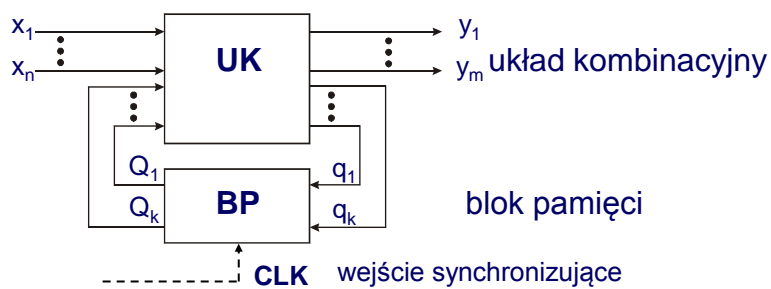 x₁ y₁
UK
xₙ yₘ układ kombinacyjny
Q₁ q₁
BP blok pamięci
Qₖ qₖ
CLK wejście synchronizujące